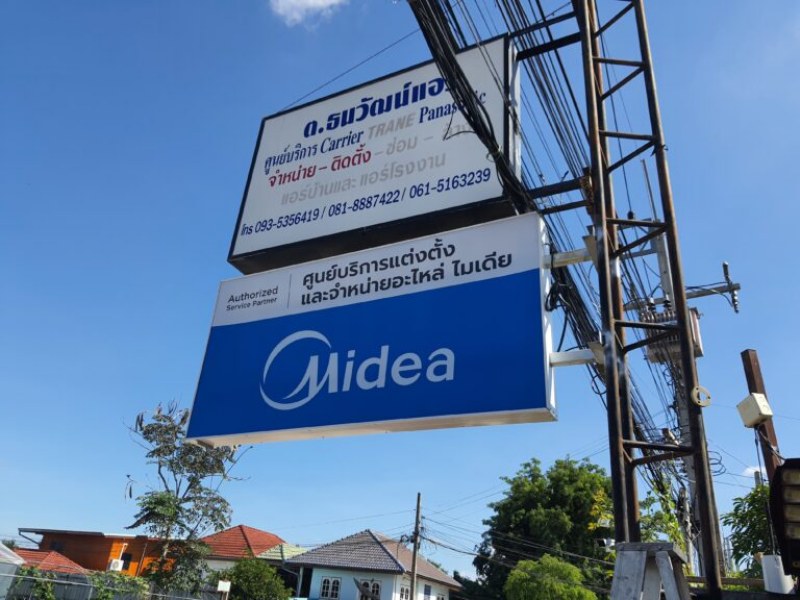 ด.ธนวัฒน์แอร์
ศูนย์บริการ Carrier TRANE Panasonic
จำหน่าย - ติดตั้ง - ซ่อม - ล้าง
แอร์บ้านและ แอร์โรงงาน
โทร 093-5356419 / 081-8887422 / 061-5163239
Authorized
Service Partner
ศูนย์บริการแต่งตั้ง
และจำหน่ายอะไหล่ ไมเดีย
Midea